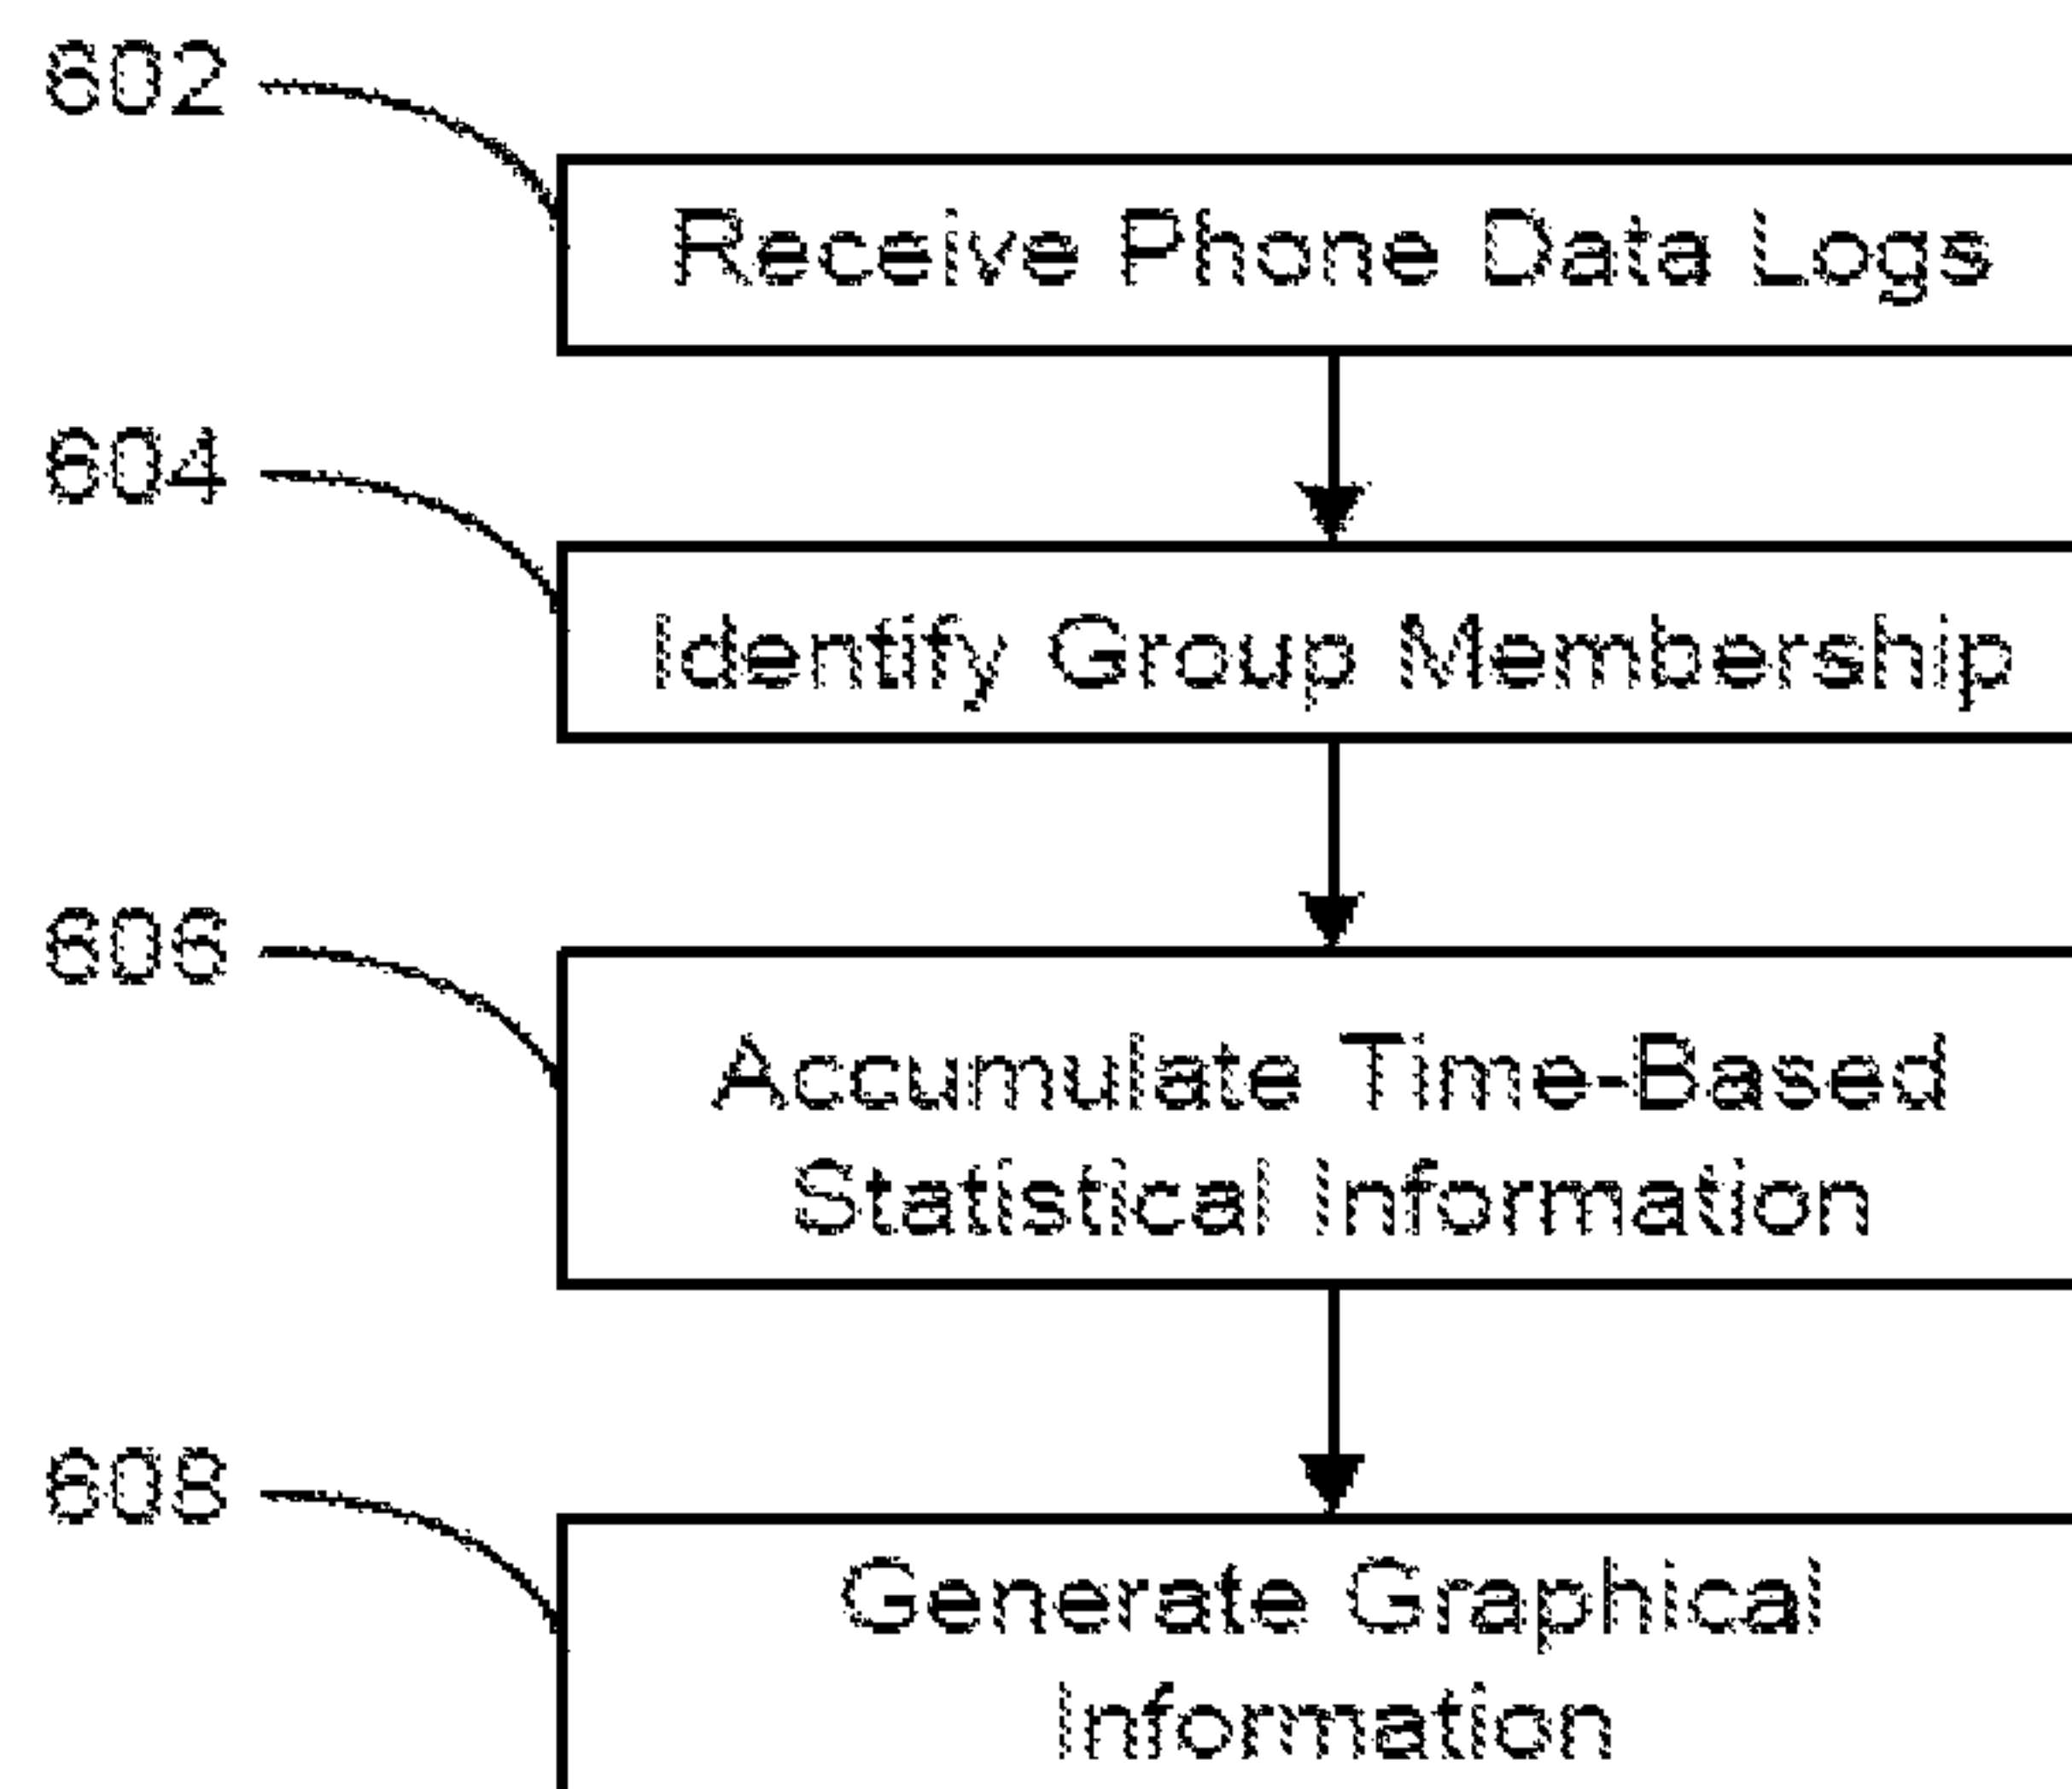 602
Receive Phone Data Logs
604
Identify Group Membership
606
Accumulate Time-Based
Statistical Information
608
Generate Graphical
Information